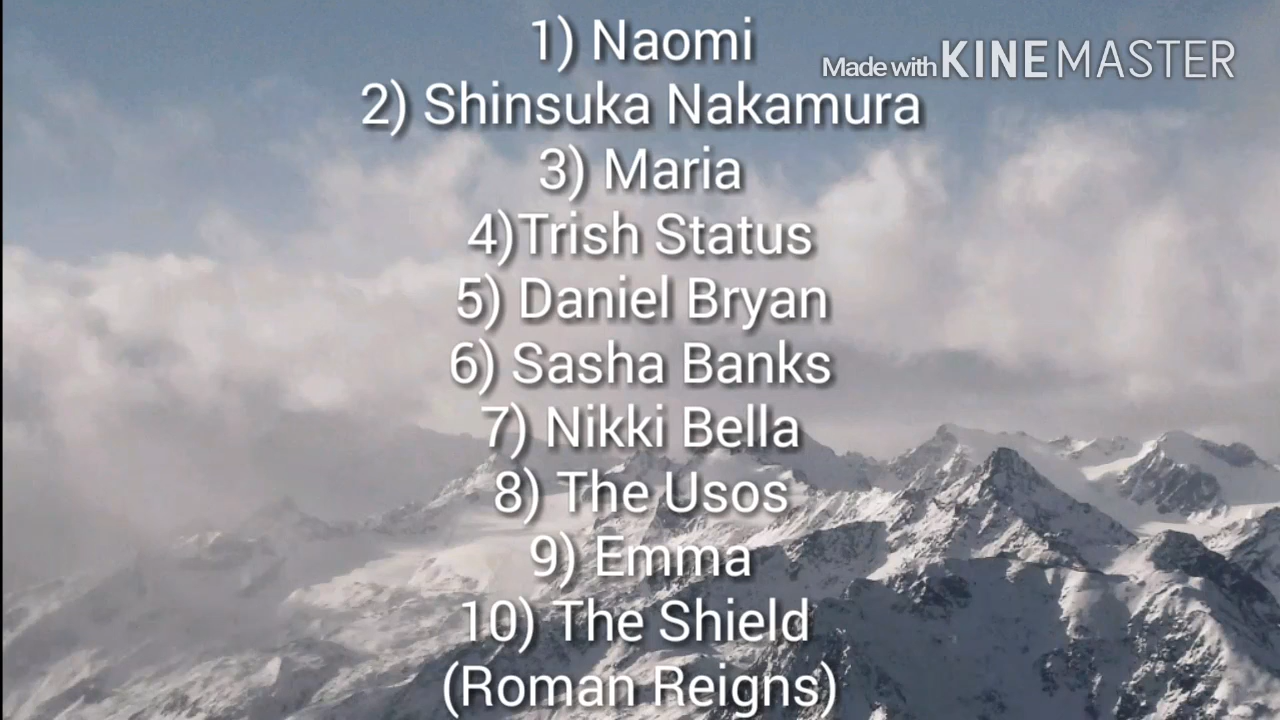 1) Naomi
Made with KINEMASTER
2) Shinsuka Nakamura
3) Maria
4)Trish Status
5) Daniel Bryan
6) Sasha Banks
7) Nikki Bella
8) The Usos
9) Emma
10) The Shield
(Roman Reigns)